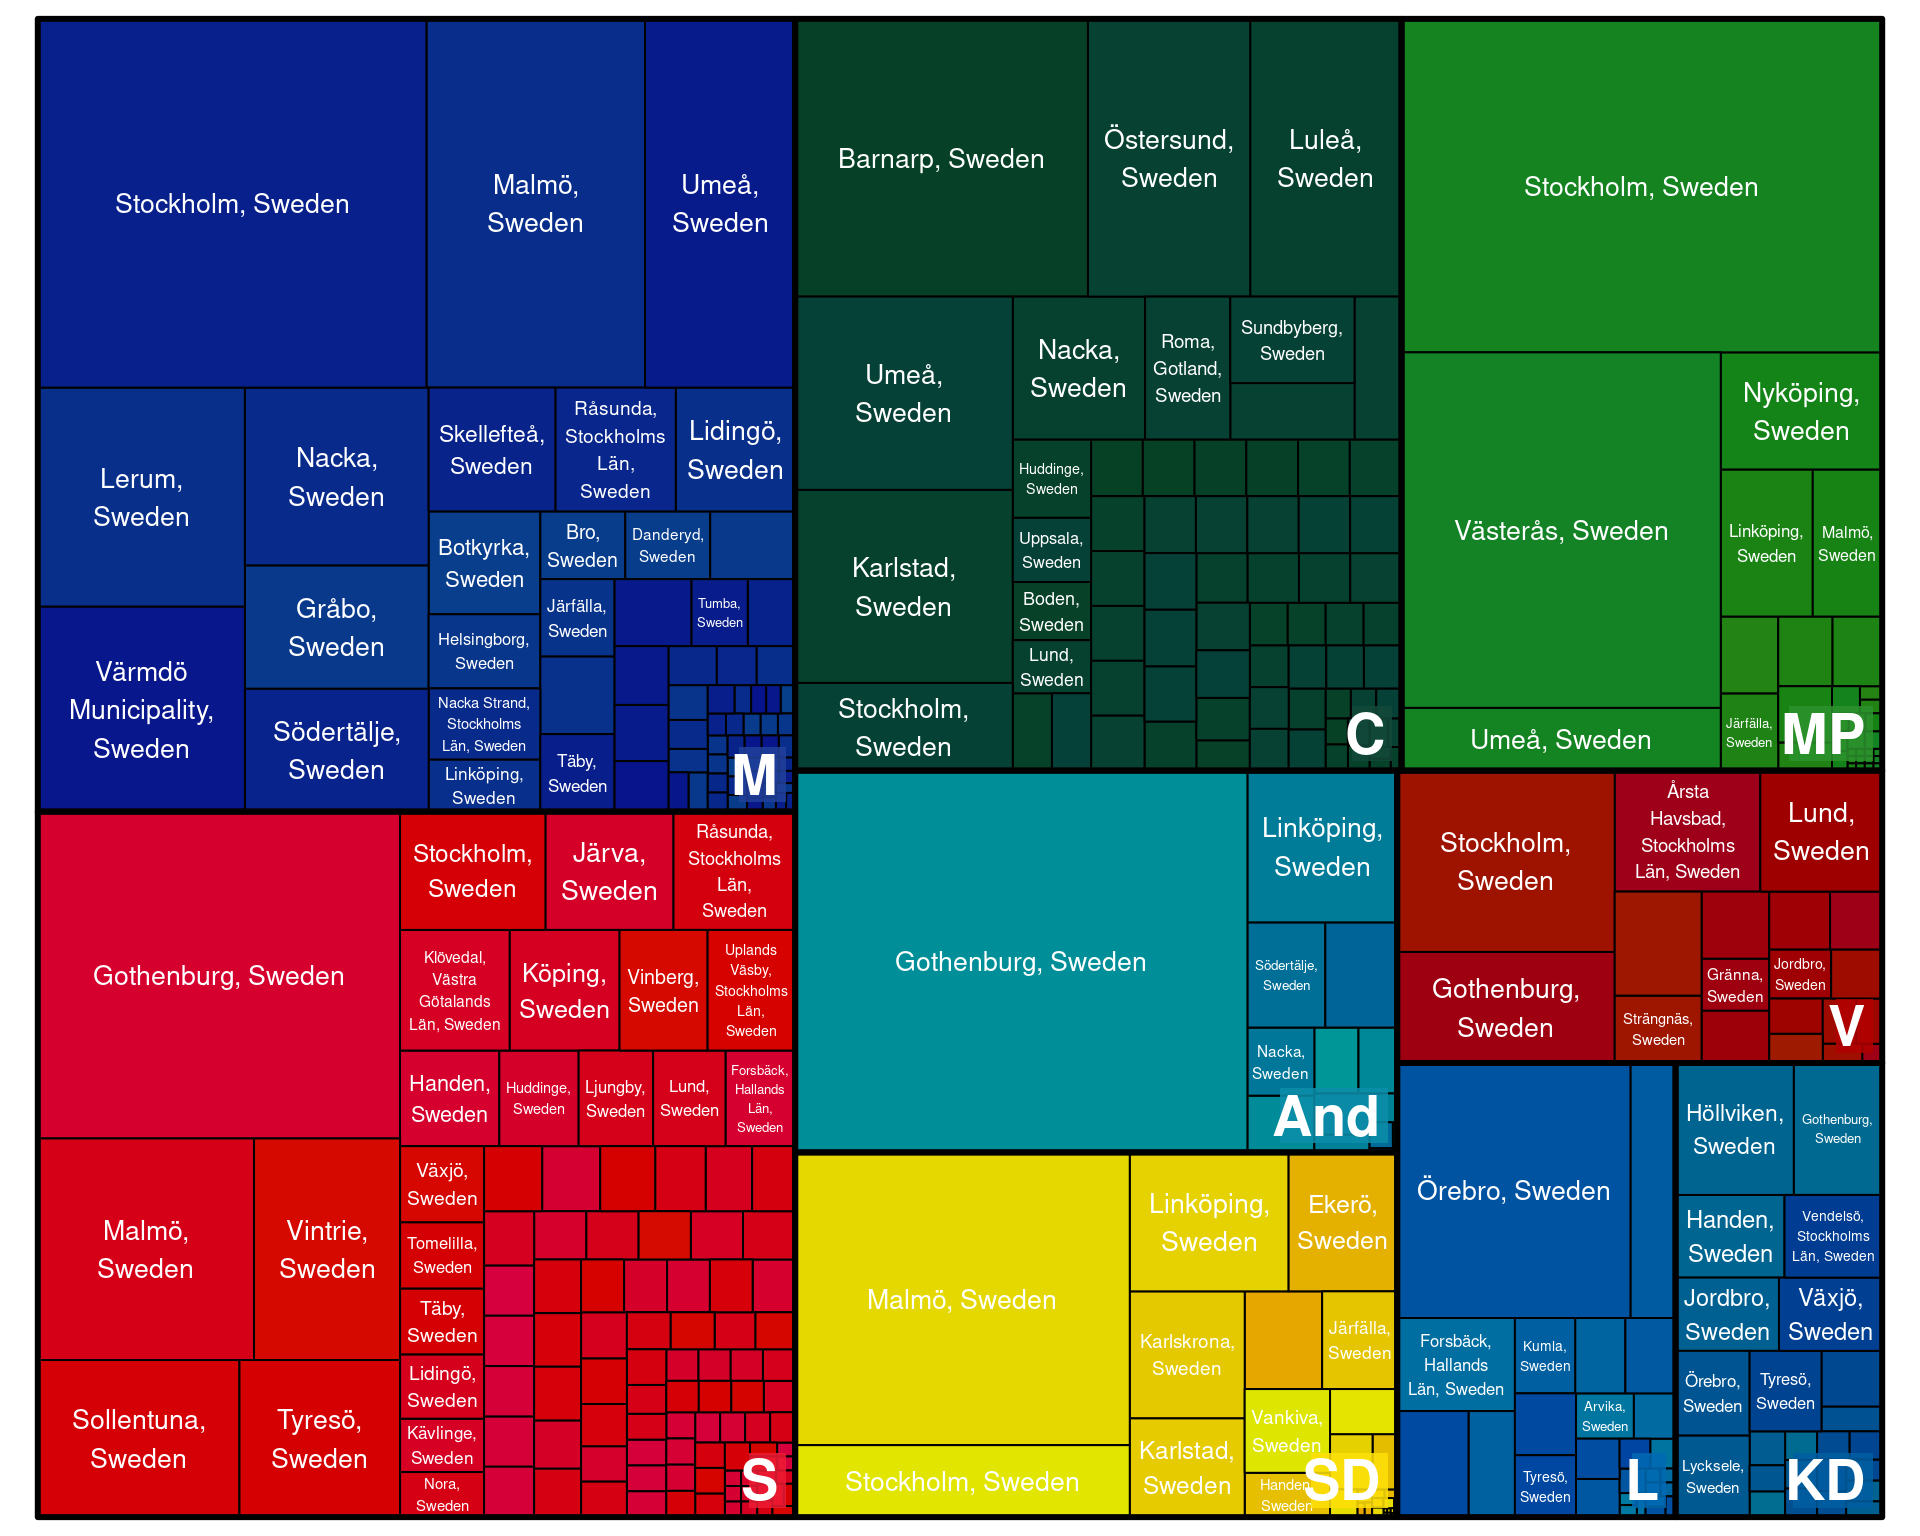 Stockholm, Sweden
Malmö,
Sweden
Umeå,
Sweden
Lerum,
Sweden
Nacka,
Sweden
Skellefteå,
Sweden
Råsunda,
Stockholms
Län,
Sweden
Lidingö,
Sweden
Värmdö
Municipality,
Sweden
Gråbo,
Sweden
Södertälje,
Sweden
Botkyrka,
Sweden
Bro,
Sweden
Danderyd,
Sweden
Helsingborg,
Sweden
Järfälla,
Sweden
Tumba,
Sweden
Nacka Strand,
Stockholms
Län, Sweden
Linköping,
Sweden
Täby,
Sweden
M
Barnarp, Sweden
Östersund,
Sweden
Luleå,
Sweden
Umeå,
Sweden
Nacka,
Sweden
Roma,
Gotland,
Sweden
Sundbyberg,
Sweden
Karlstad,
Sweden
Huddinge,
Sweden
Uppsala,
Sweden
Boden,
Sweden
Lund,
Sweden
Stockholm,
Sweden
C
Stockholm, Sweden
Västerås, Sweden
Nyköping,
Sweden
Linköping,
Sweden
Malmö,
Sweden
Umeå, Sweden
Järfälla,
Sweden
MP
Gothenburg, Sweden
Stockholm,
Sweden
Järva,
Sweden
Råsunda,
Stockholms
Län,
Sweden
Klövedal,
Västra
Götalands
Län, Sweden
Köping,
Sweden
Vinberg,
Sweden
Uplands
Väsby,
Stockholms
Län,
Sweden
Handen,
Sweden
Huddinge,
Sweden
Ljungby,
Sweden
Lund,
Sweden
Forsbäck,
Hallands
Län,
Sweden
Malmö,
Sweden
Vintrie,
Sweden
Växjö,
Sweden
Tomelilla,
Sweden
Täby,
Sweden
Sollentuna,
Sweden
Tyresö,
Sweden
Lidingö,
Sweden
Kävlinge,
Sweden
Nora,
Sweden
S
Gothenburg, Sweden
Linköping,
Sweden
Södertälje,
Sweden
Nacka,
Sweden
And
Malmö, Sweden
Linköping,
Sweden
Ekerö,
Sweden
Karlskrona,
Sweden
Järfälla,
Sweden
Vankiva,
Sweden
Stockholm, Sweden
Karlstad,
Sweden
Handen,
Sweden
SD
Stockholm,
Sweden
Årsta
Havsbad,
Stockholms
Län, Sweden
Lund,
Sweden
Gothenburg,
Sweden
Gränna,
Sweden
Jordbro,
Sweden
Strängnäs,
Sweden
V
Örebro, Sweden
Forsbäck,
Hallands
Län, Sweden
Kumla,
Sweden
Arvika,
Sweden
Tyresö,
Sweden
L
Höllviken,
Sweden
Gothenburg,
Sweden
Handen,
Sweden
Vendelsö,
Stockholms
Län, Sweden
Jordbro,
Sweden
Växjö,
Sweden
Örebro,
Sweden
Tyresö,
Sweden
Lycksele,
Sweden
KD